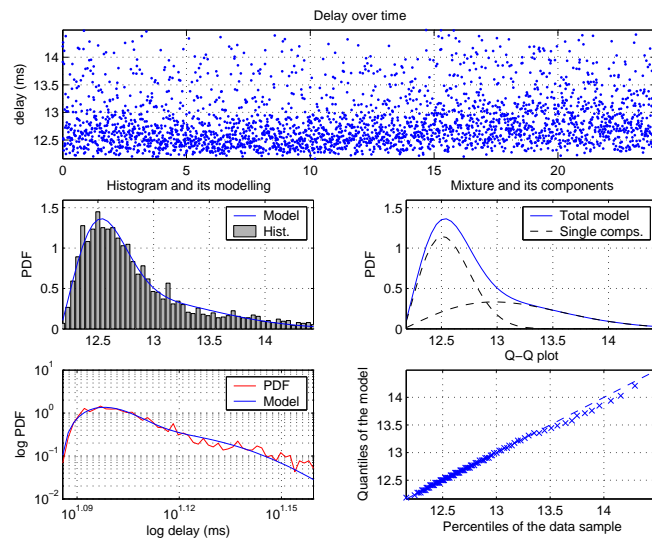 Delay over time
delay (ms)
14
13.5
13
12.5
0 5 10 15 20
Histogram and its modelling
PDF
1.5
1
0.5
0
Model
Hist.
12.5 13 13.5 14
Mixture and its components
PDF
1.5
1
0.5
0
Total model
Single comps.
12.5 13 13.5 14
log PDF
10^1
10^0
10^−1
10^−2
PDF
Model
10^1.09 10^1.12 10^1.15
log delay (ms)
Q−Q plot
Quantiles of the model
14
13.5
13
12.5
12.5 13 13.5 14
Percentiles of the data sample